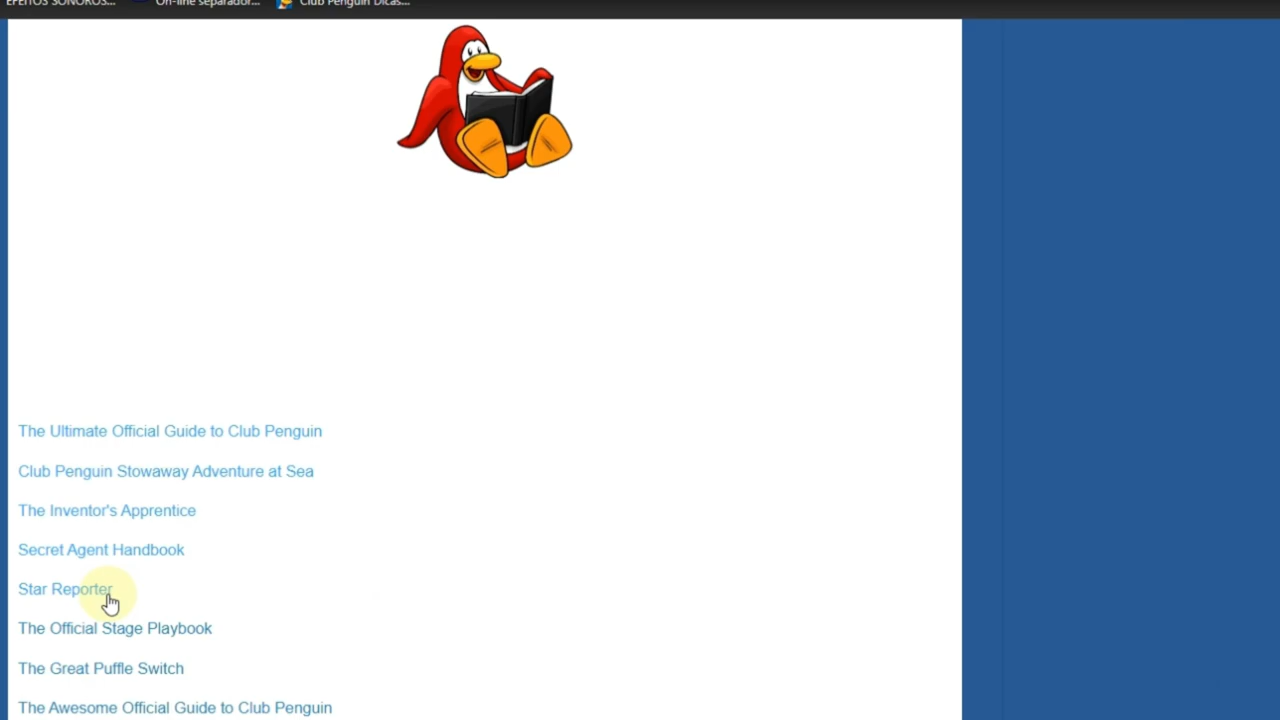 EFEITOS SONOROS... On-line separador... Club Penguin Dicas...
The Ultimate Official Guide to Club Penguin
Club Penguin Stowaway Adventure at Sea
The Inventor's Apprentice
Secret Agent Handbook
Star Reporter
The Official Stage Playbook
The Great Puffle Switch
The Awesome Official Guide to Club Penguin